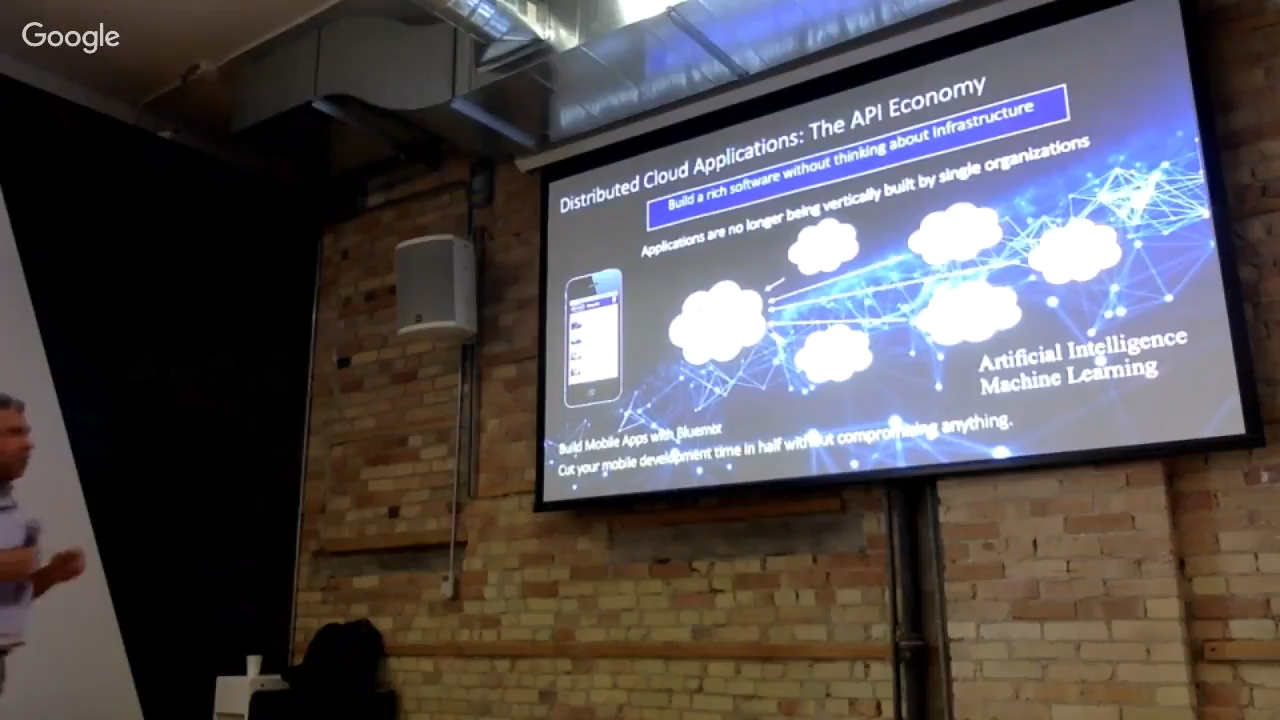 Google
Distributed Cloud Applications: The API Economy
Build a rich software without thinking about infrastructure
Applications are no longer being vertically built by single organizations
Artificial Intelligence
Machine Learning
Build Mobile Apps with Bluemix
Cut your mobile development time in half without compromising anything.